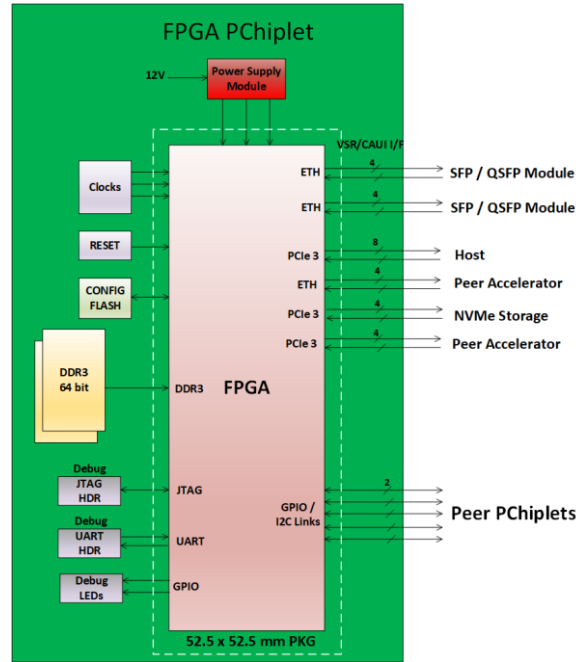 FPGA PChiplet
12V
Power Supply
Module
VSR/CAUI I/F
Clocks
ETH
4
SFP / QSFP Module
ETH
4
SFP / QSFP Module
RESET
PCIe 3
8
Host
CONFIG
FLASH
ETH
4
Peer Accelerator
PCIe 3
4
NVMe Storage
PCIe 3
4
Peer Accelerator
DDR3
64 bit
DDR3
FPGA
Debug
JTAG
HDR
JTAG
2
GPIO /
I2C Links
Peer PChiplets
Debug
UART
HDR
UART
Debug
LEDs
GPIO
52.5 x 52.5 mm PKG